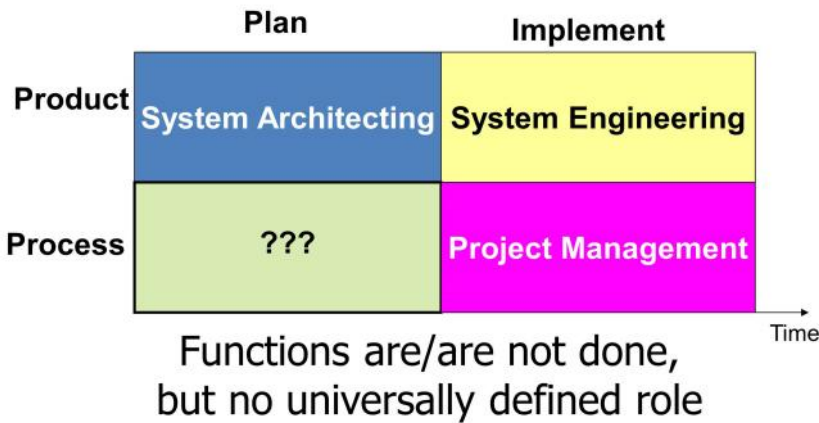 Plan
Implement
Product
System Architecting
System Engineering
Process
???
Project Management
Time
Functions are/are not done,
but no universally defined role